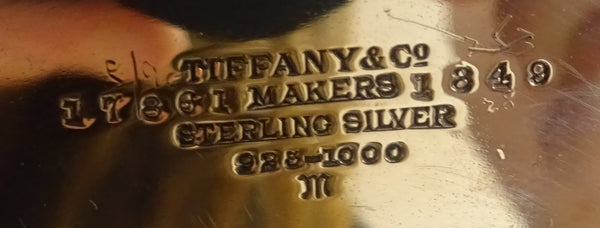 TIFFANY & Co
17861 MAKERS 1849
STERLING SILVER
925-1000
m